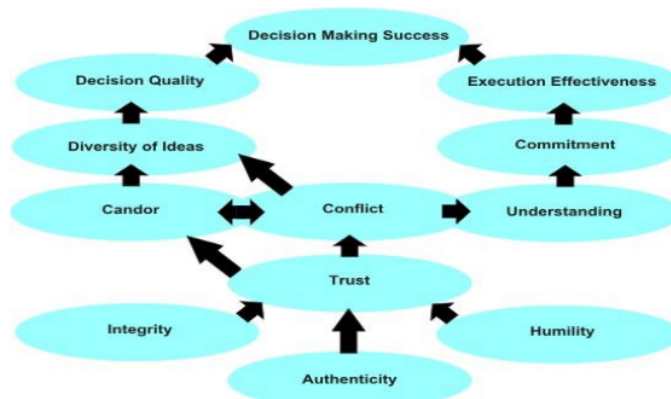 Decision Making Success
Decision Quality
Execution Effectiveness
Diversity of Ideas
Commitment
Candor
Conflict
Understanding
Trust
Integrity
Humility
Authenticity